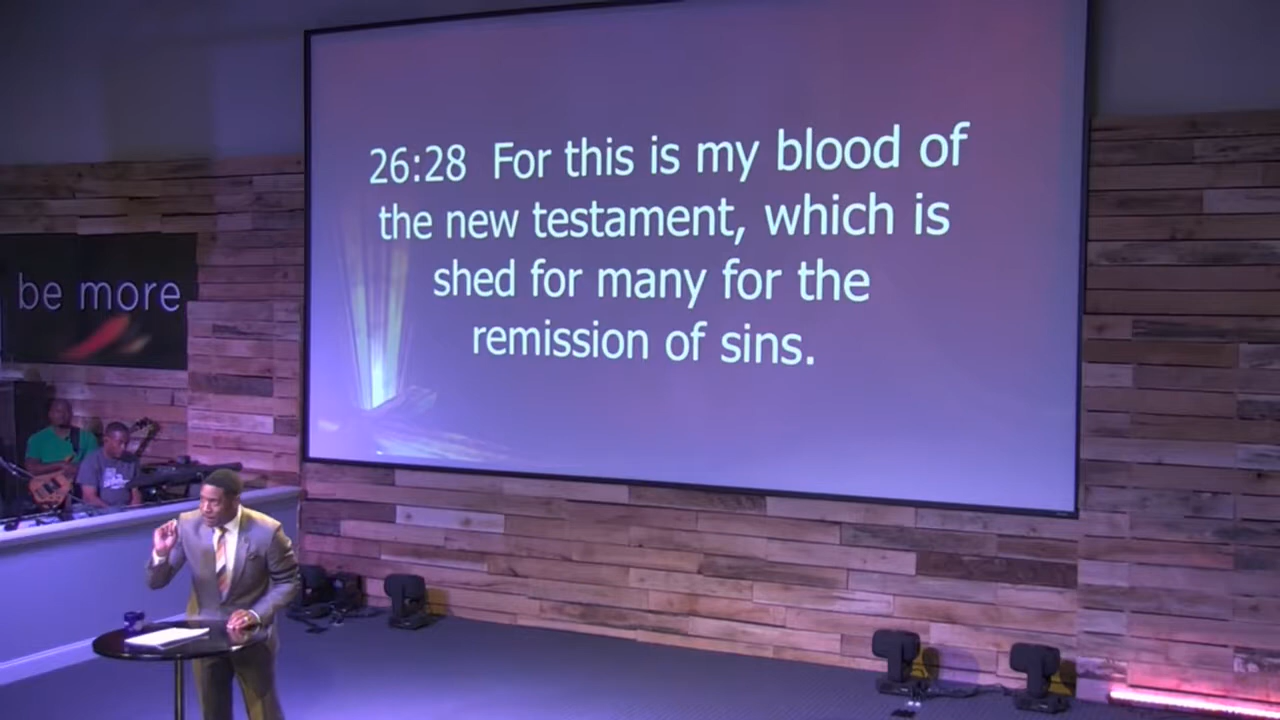 26:28 For this is my blood of
the new testament, which is
shed for many for the
remission of sins.
be more